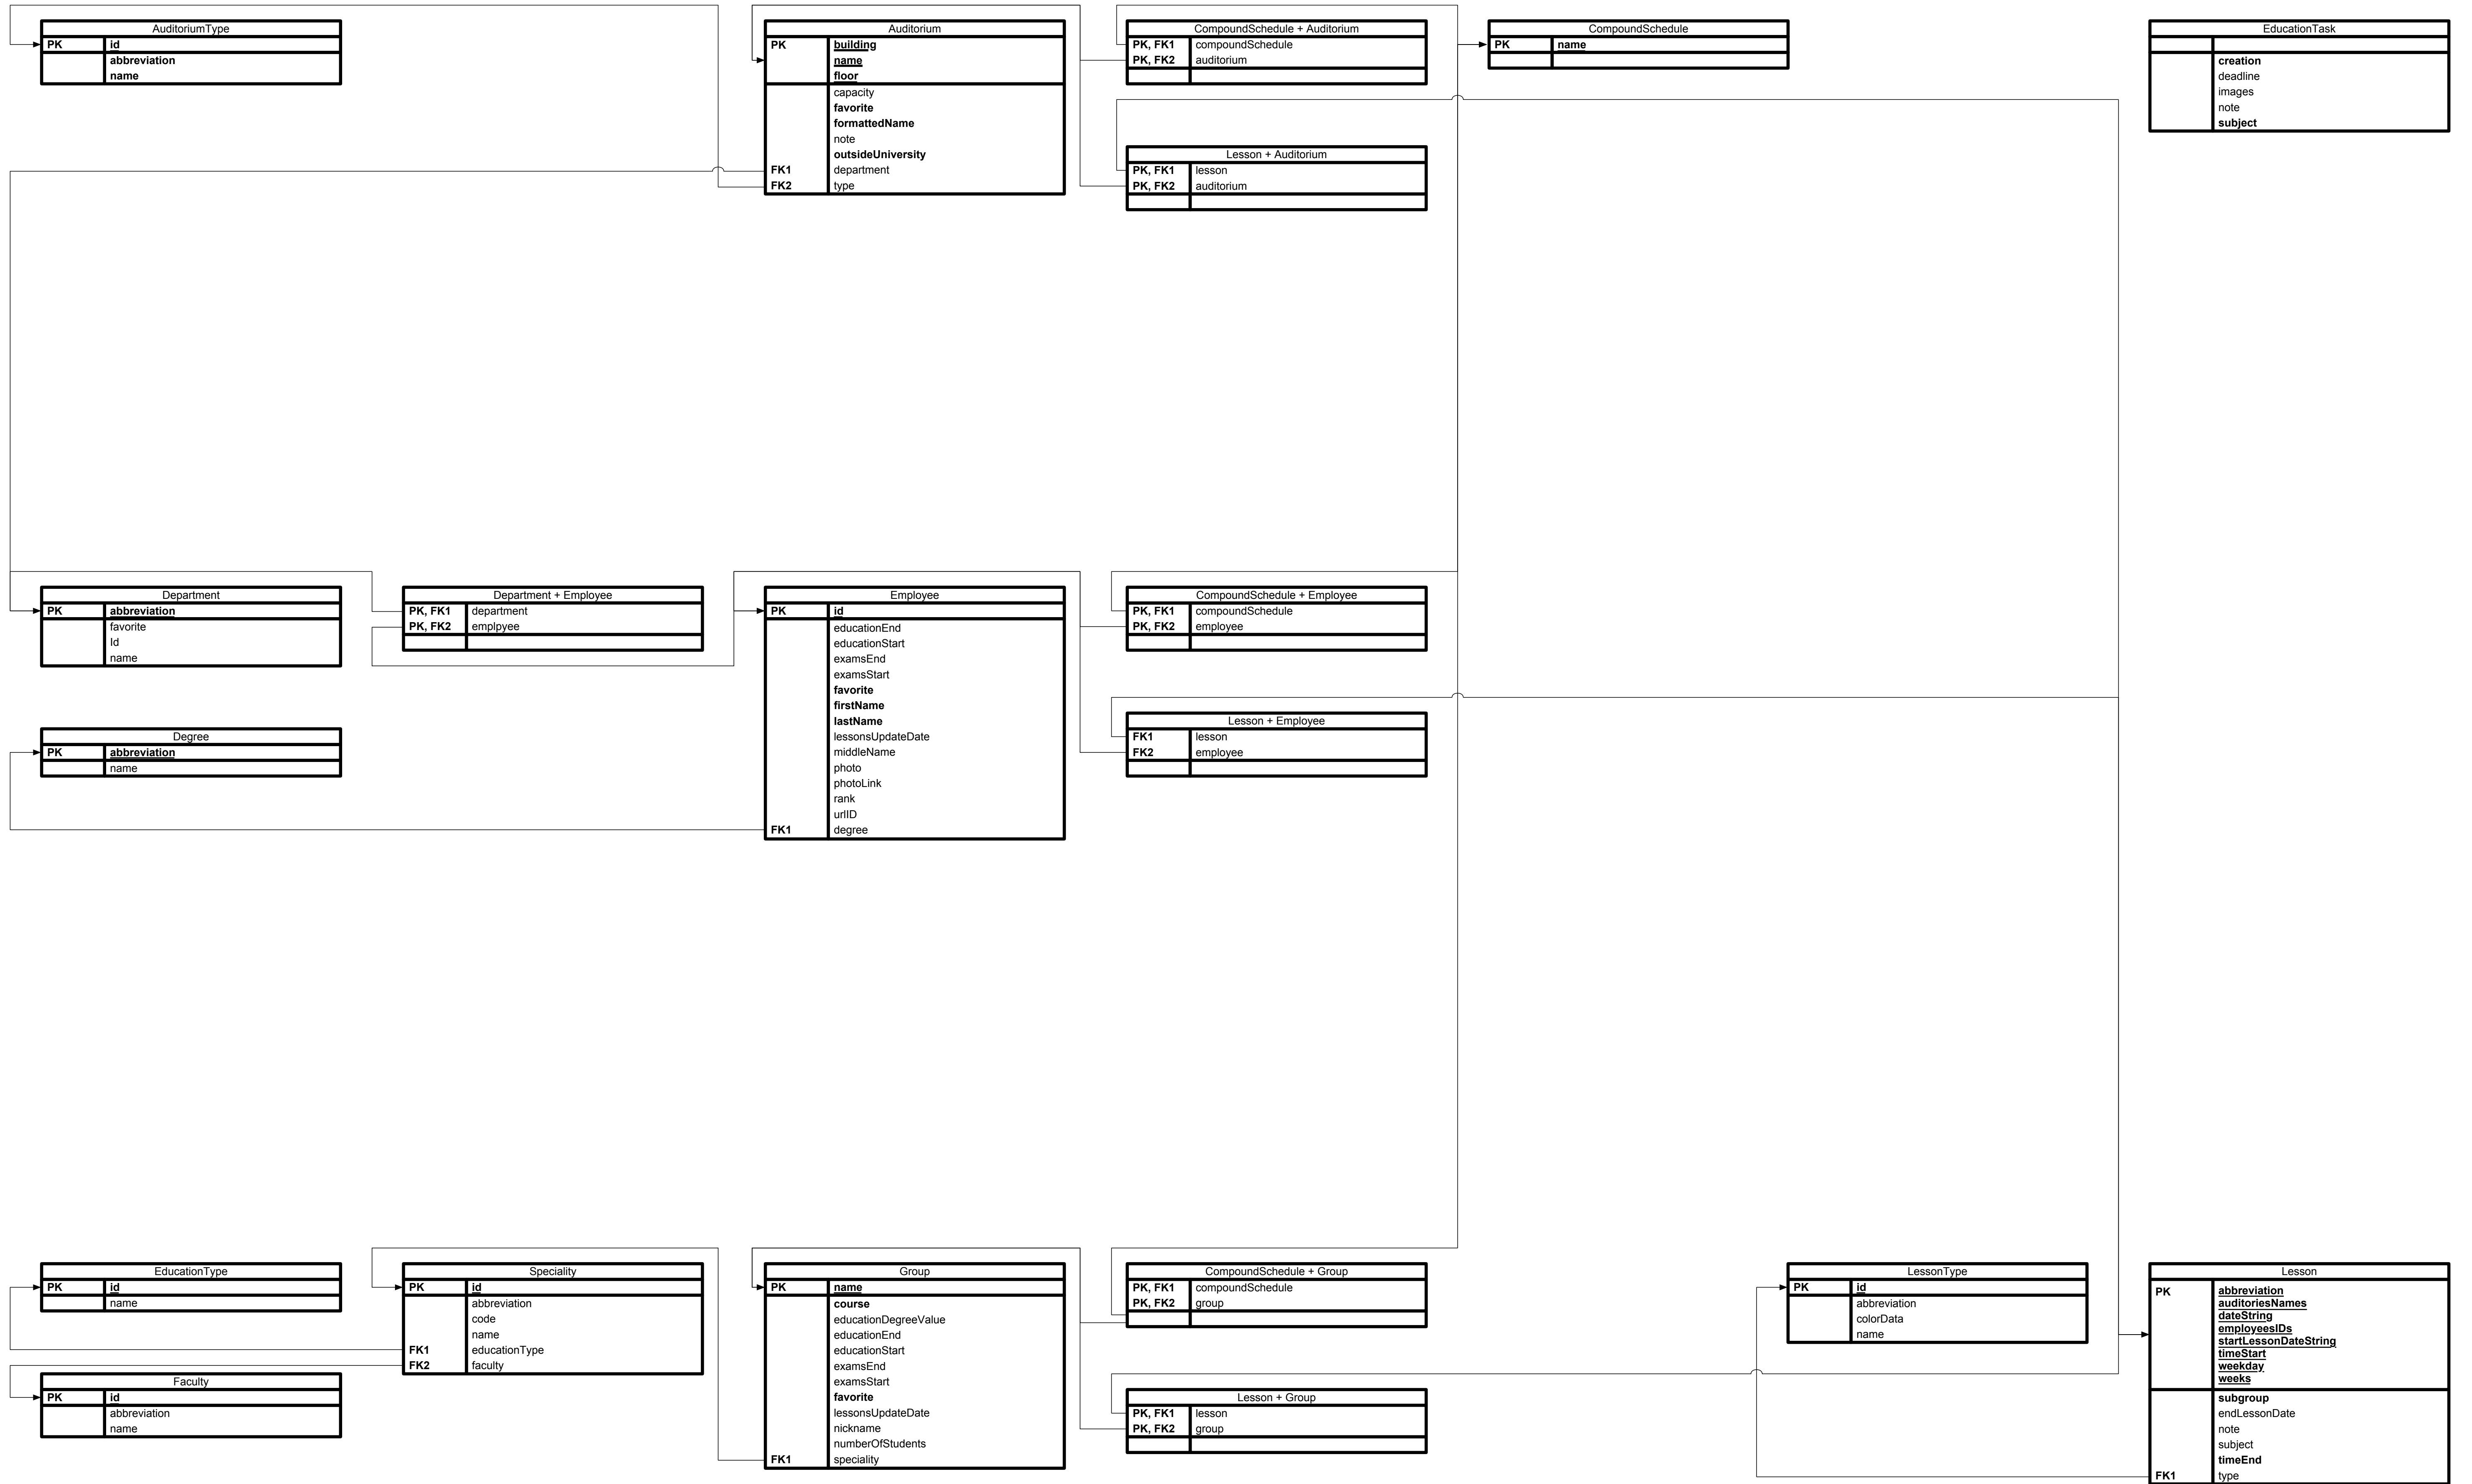 AuditoriumType
PK id
abbreviation
name
Auditorium
PK building
name
floor
capacity
favorite
formattedName
note
outsideUniversity
FK1 department
FK2 type
CompoundSchedule + Auditorium
PK, FK1 compoundSchedule
PK, FK2 auditorium
CompoundSchedule
PK name
EducationTask
creation
deadline
images
note
subject
Lesson + Auditorium
PK, FK1 lesson
PK, FK2 auditorium
Department
PK abbreviation
favorite
Id
name
Department + Employee
PK, FK1 department
PK, FK2 emplpyee
Employee
PK id
educationEnd
educationStart
examsEnd
examsStart
favorite
firstName
lastName
lessonsUpdateDate
middleName
photo
photoLink
rank
urlID
FK1 degree
CompoundSchedule + Employee
PK, FK1 compoundSchedule
PK, FK2 employee
Degree
PK abbreviation
name
Lesson + Employee
FK1 lesson
FK2 employee
EducationType
PK id
name
Speciality
PK id
abbreviation
code
name
FK1 educationType
FK2 faculty
Group
PK name
course
educationDegreeValue
educationEnd
educationStart
examsEnd
examsStart
favorite
lessonsUpdateDate
nickname
numberOfStudents
FK1 speciality
CompoundSchedule + Group
PK, FK1 compoundSchedule
PK, FK2 group
LessonType
PK id
abbreviation
colorData
name
Lesson
PK abbreviation
auditoriesNames
dateString
employeesIDs
startLessonDateString
timeStart
weekday
weeks
subgroup
endLessonDate
note
subject
timeEnd
FK1 type
Faculty
PK id
abbreviation
name
Lesson + Group
PK, FK1 lesson
PK, FK2 group